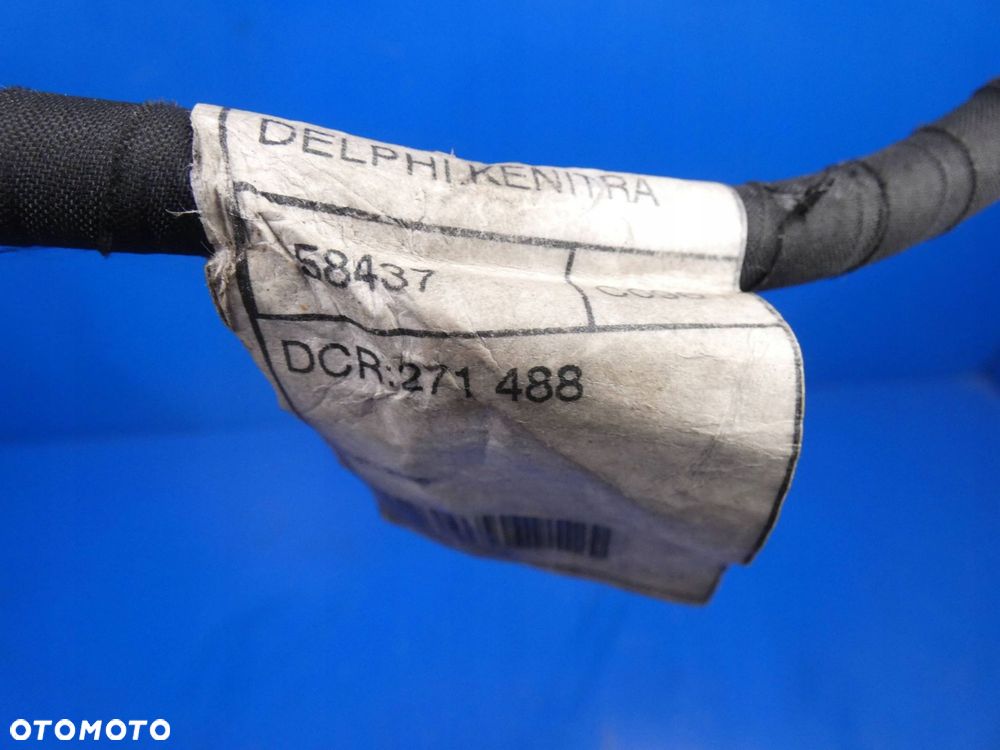 DELPHI.KENITRA
58437
DCR:271 488
OTOMOTO